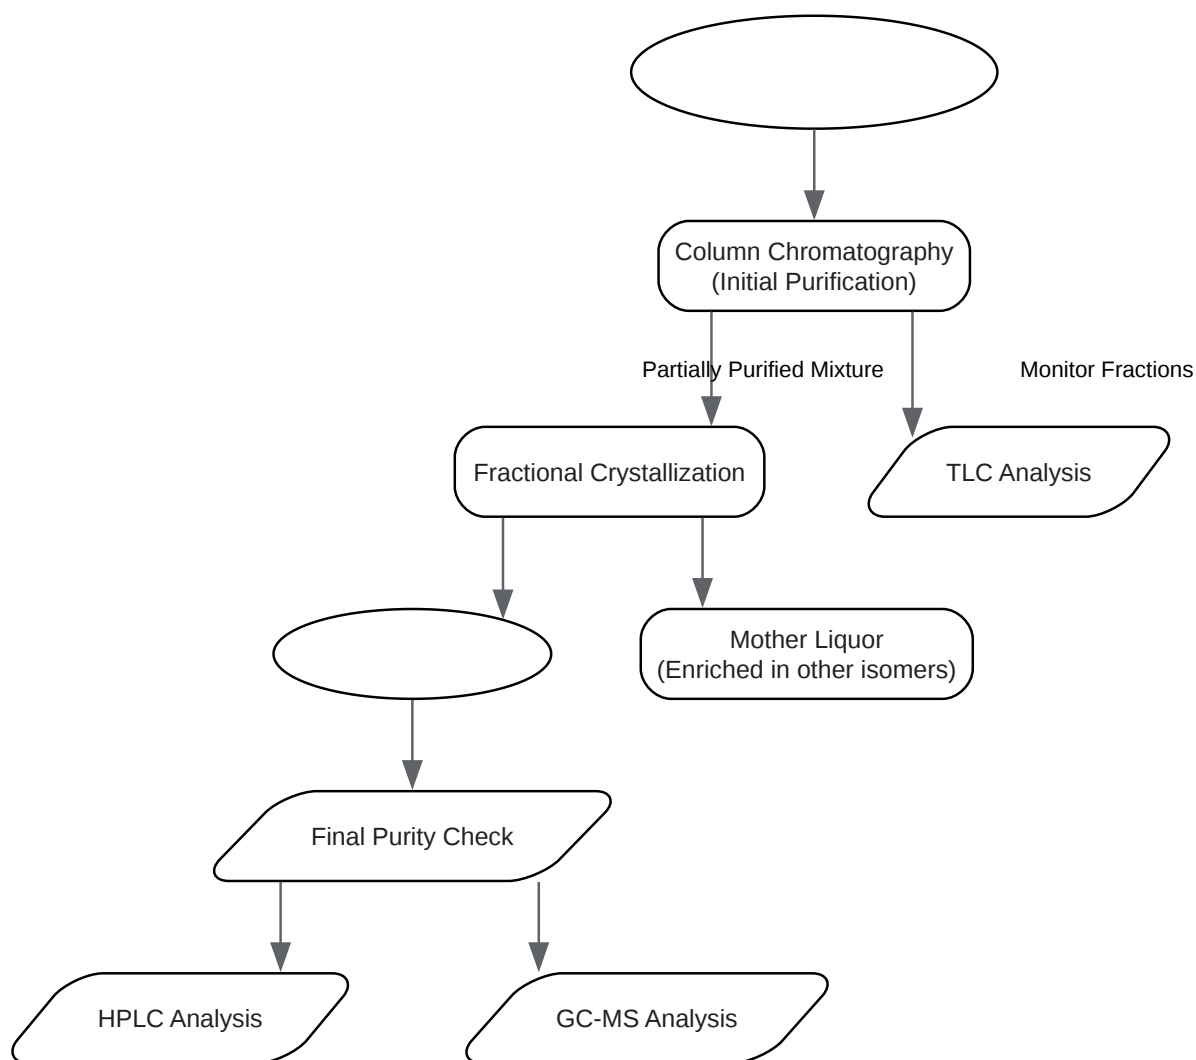 Column Chromatography
(Initial Purification)
Partially Purified Mixture
Monitor Fractions
Fractional Crystallization
TLC Analysis
Mother Liquor
(Enriched in other isomers)
Final Purity Check
HPLC Analysis
GC-MS Analysis